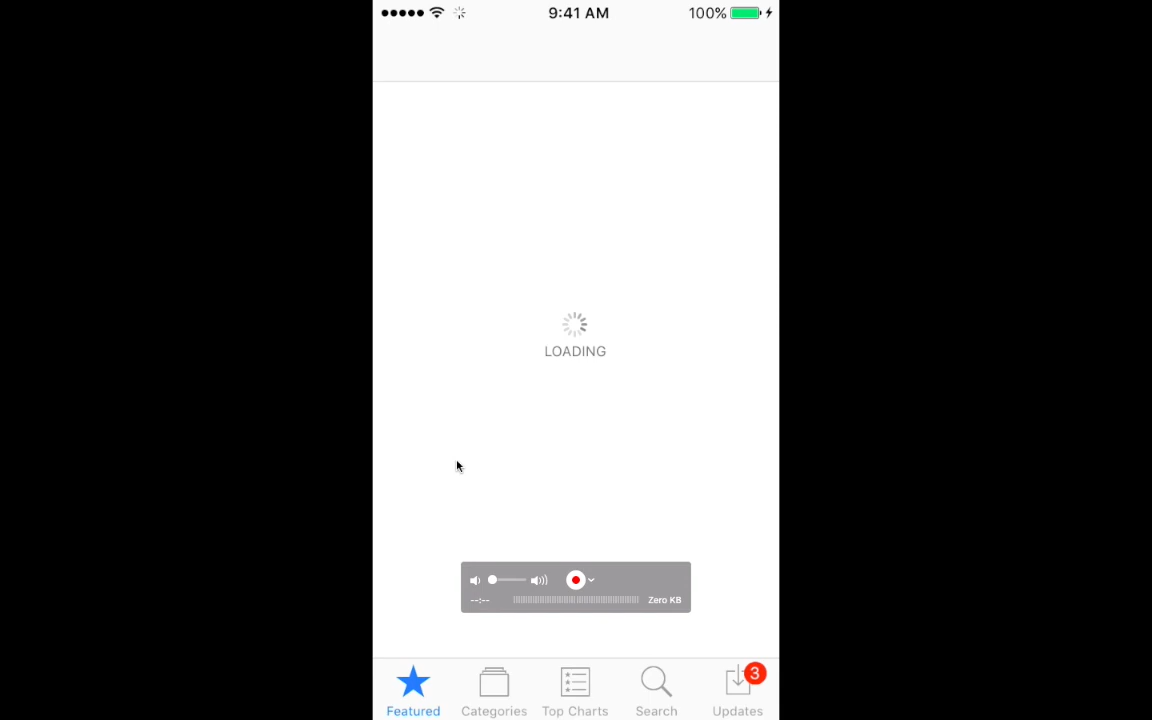 9:41 AM 100%
LOADING
--:-- Zero KB
3
Featured Categories Top Charts Search Updates